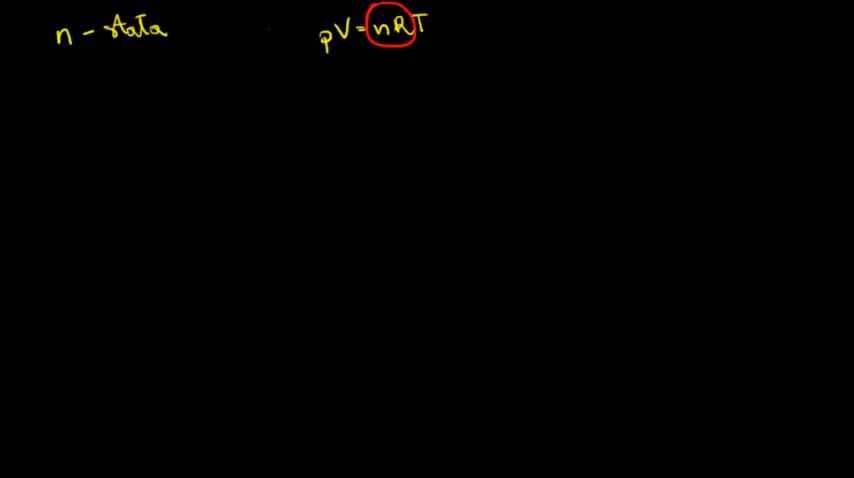 n - stała pV = nRT